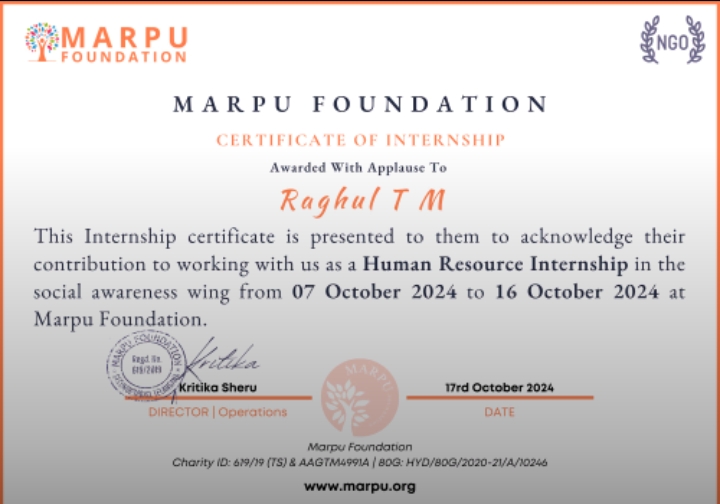 MARPU
FOUNDATION
NGO
MARPU FOUNDATION
CERTIFICATE OF INTERNSHIP
Awarded With Applause To
Raghul T M
This Internship certificate is presented to them to acknowledge their
contribution to working with us as a Human Resource Internship in the
social awareness wing from 07 October 2024 to 16 October 2024 at
Marpu Foundation.
MARPU FOUNDATION
Regd. No.
619/2019
Kritika
Kritika Sheru
DIRECTOR | Operations
MARPU
17rd October 2024
DATE
Marpu Foundation
Charity ID: 619/19 (TS) & AAGTM4991A | 80G: HYD/80G/2020-21/A/10246
www.marpu.org